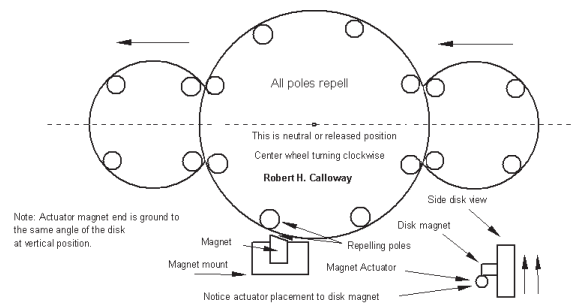 All poles repell
This is neutral or released position
Center wheel turning clockwise
Robert H. Calloway
Side disk view
Note: Actuator magnet end is ground to
the same angle of the disk
at vertical position.
Disk magnet
Magnet
Repelling poles
Magnet mount
Magnet Actuator
Notice actuator placement to disk magnet